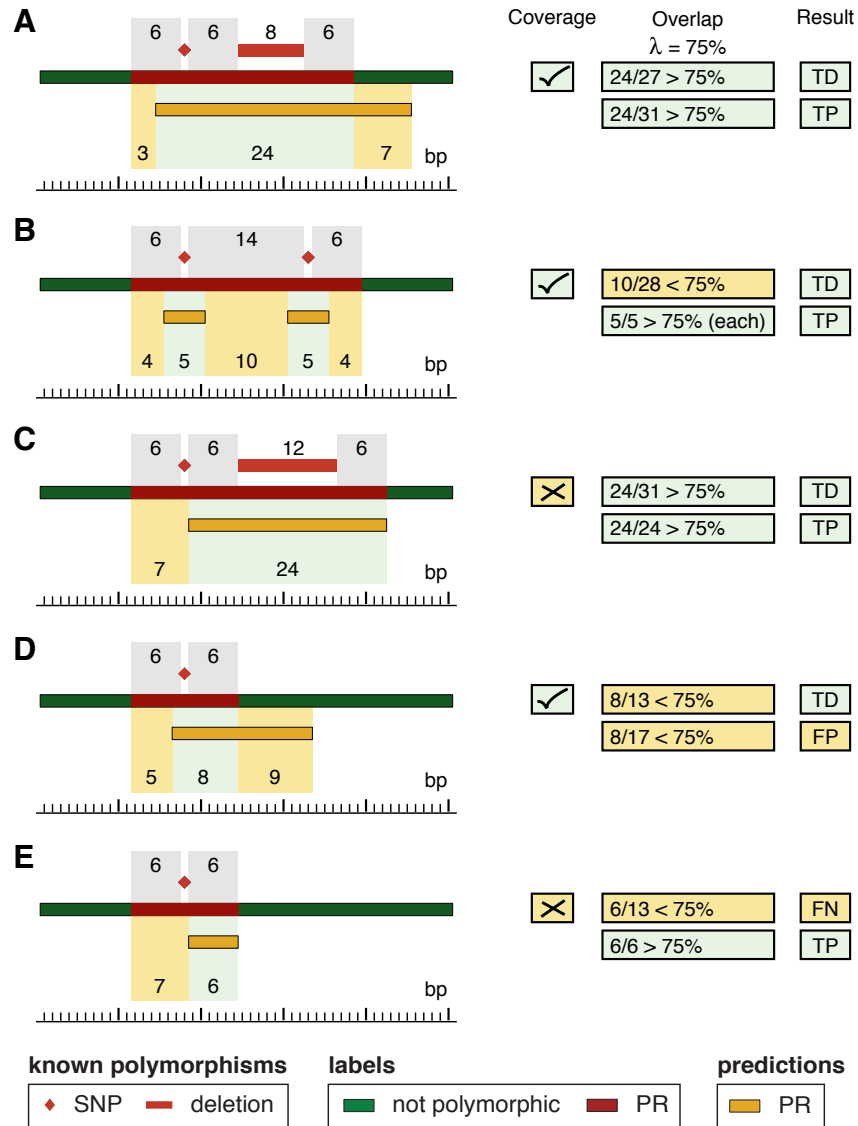 A 6 6 8 6 Coverage Overlap Result
λ = 75%
24/27 > 75% TD
24/31 > 75% TP
3 24 7 bp
B 6 14 6
10/28 < 75% TD
5/5 > 75% (each) TP
4 5 10 5 4 bp
C 6 6 12 6
24/31 > 75% TD
24/24 > 75% TP
7 24 bp
D 6 6
8/13 < 75% TD
8/17 < 75% FP
5 8 9 bp
E 6 6
6/13 < 75% FN
6/6 > 75% TP
7 6 bp
known polymorphisms labels predictions
SNP deletion not polymorphic PR PR